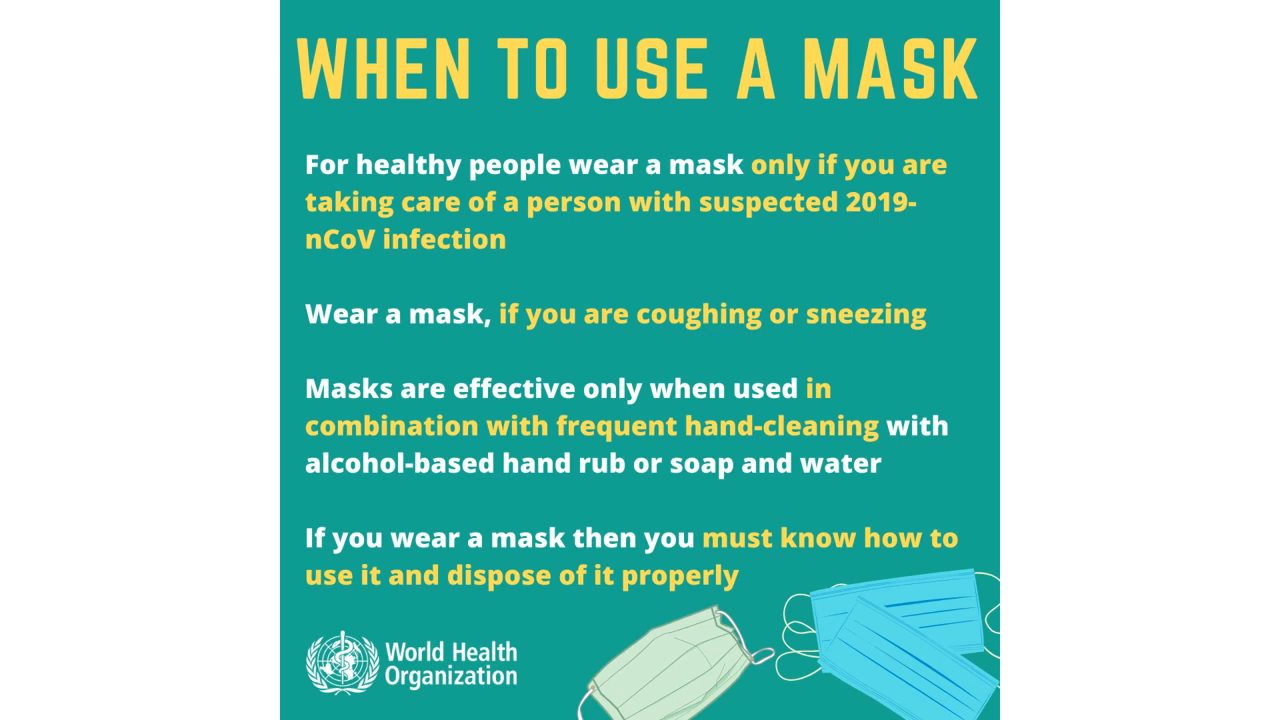 WHEN TO USE A MASK
For healthy people wear a mask only if you are
taking care of a person with suspected 2019-
nCoV infection
Wear a mask, if you are coughing or sneezing
Masks are effective only when used in
combination with frequent hand-cleaning with
alcohol-based hand rub or soap and water
If you wear a mask then you must know how to
use it and dispose of it properly
World Health
Organization